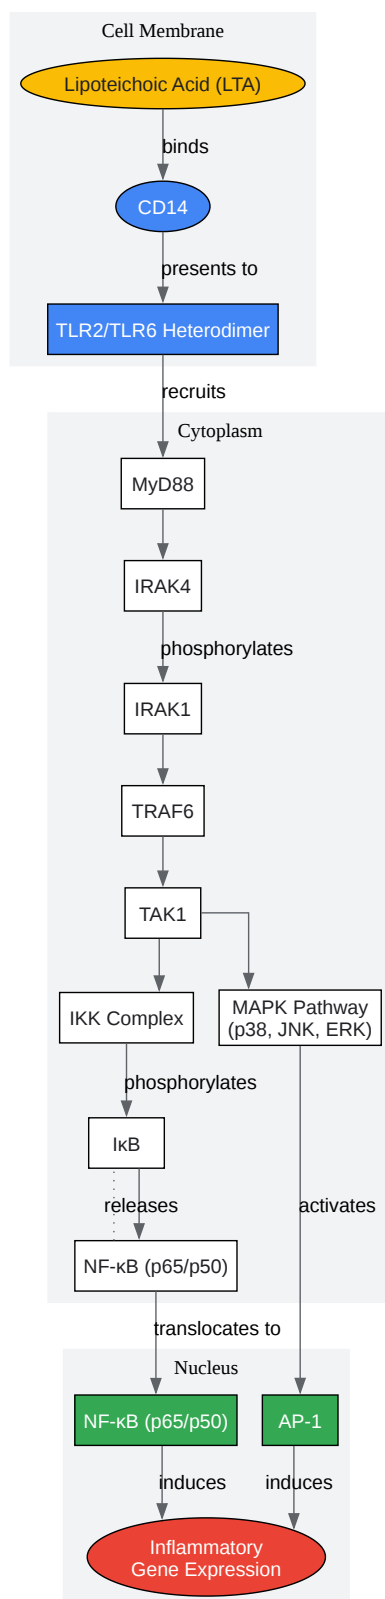 Cell Membrane
Lipoteichoic Acid (LTA)
binds
CD14
presents to
TLR2/TLR6 Heterodimer
recruits
Cytoplasm
MyD88
IRAK4
phosphorylates
IRAK1
TRAF6
TAK1
IKK Complex
MAPK Pathway
(p38, JNK, ERK)
phosphorylates
IκB
releases
activates
NF-κB (p65/p50)
translocates to
Nucleus
NF-κB (p65/p50)
AP-1
induces
induces
Inflammatory
Gene Expression